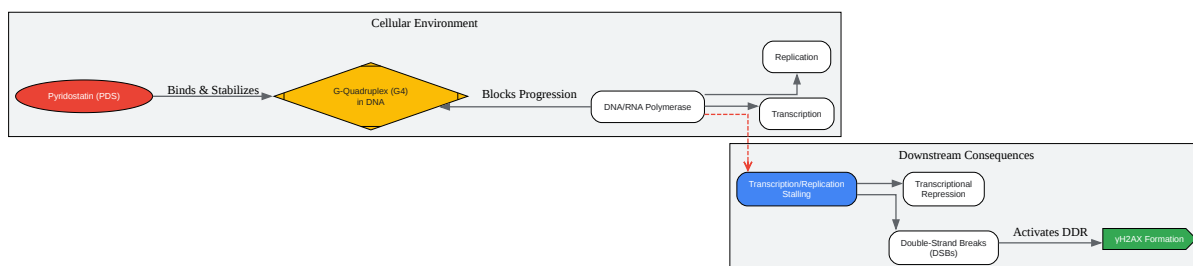 Cellular Environment
Pyridostatin (PDS)
Binds & Stabilizes
G-Quadruplex (G4)
in DNA
Blocks Progression
DNA/RNA Polymerase
Replication
Transcription
Downstream Consequences
Transcription/Replication
Stalling
Transcriptional
Repression
Double-Strand Breaks
(DSBs)
Activates DDR
γH2AX Formation